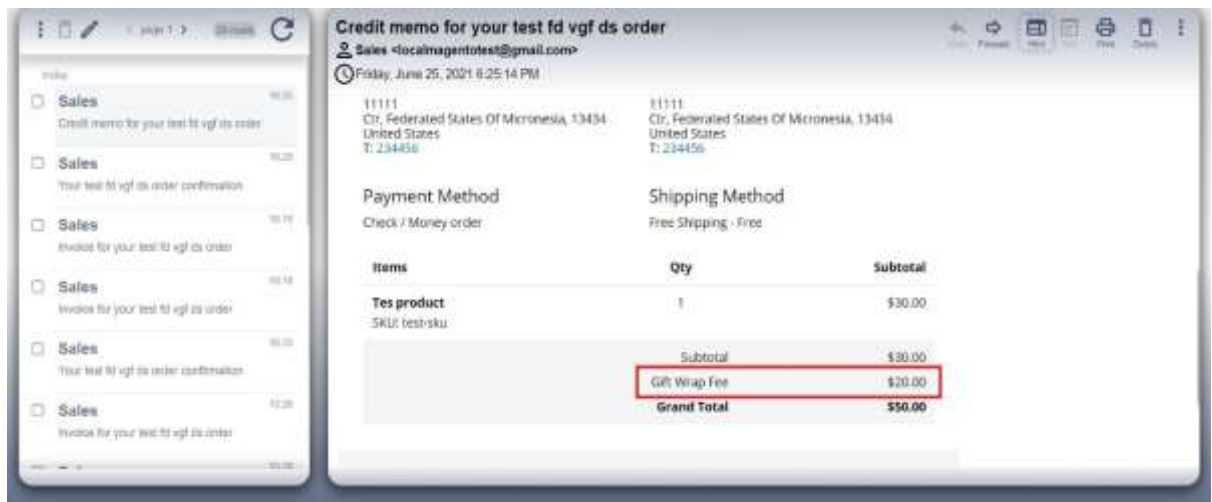 page 1
Credit memo for your test fd vgf ds order
Sales <localmagentotest@gmail.com>
Friday, June 25, 2021 6:25:14 PM
Forward
Print
Delete
today
Sales
Credit memo for your test fd vgf ds order
Sales
Your test fd vgf ds order confirmation
Sales
Invoice for your test fd vgf ds order
Sales
Invoice for your test fd vgf ds order
Sales
Your test fd vgf ds order confirmation
Sales
Invoice for your test fd vgf ds order
11111
Ctr, Federated States Of Micronesia, 13434
United States
T: 234456
11111
Ctr, Federated States Of Micronesia, 13434
United States
T: 234456
Payment Method
Check / Money order
Shipping Method
Free Shipping - Free
Items Qty Subtotal
Tes product 1 $30.00
SKU: test-sku
Subtotal $30.00
Gift Wrap Fee $20.00
Grand Total $50.00